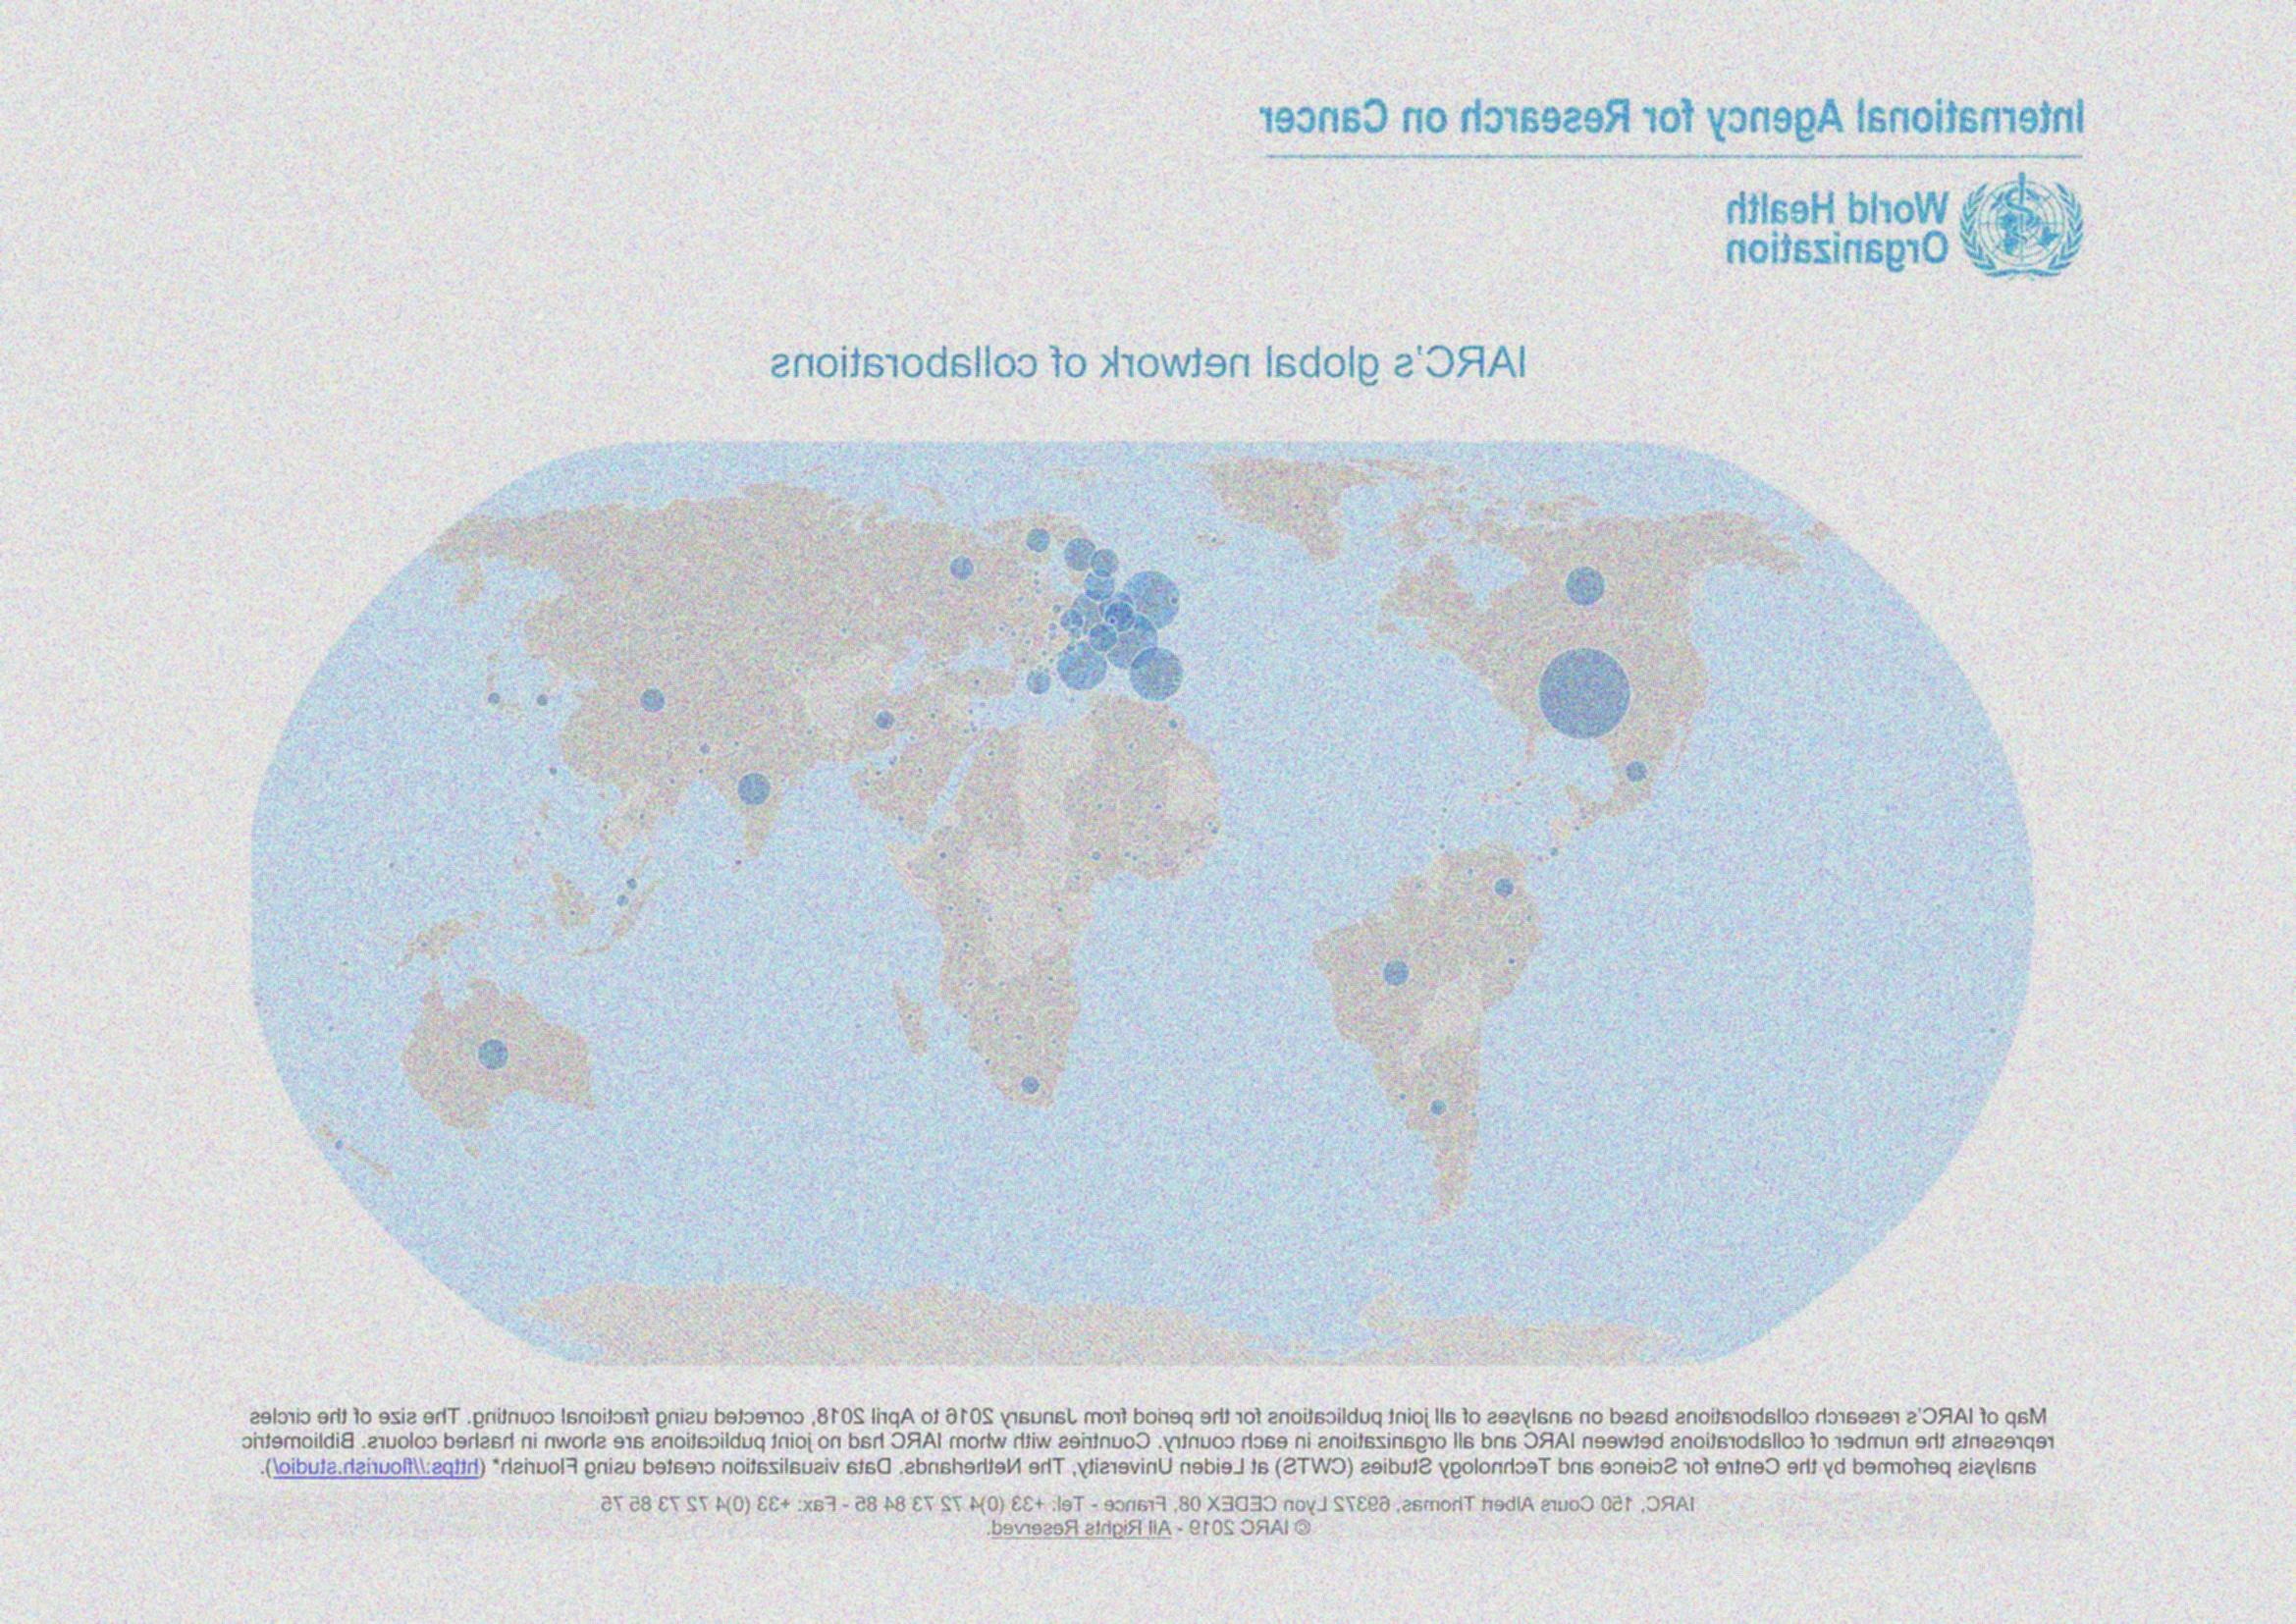 International Agency for Research on Cancer
World Health
Organization
IARC's global network of collaborations
Map of IARC's research collaborations based on analyses of all joint publications for the period from January 2016 to April 2018, corrected using fractional counting. The size of the circles
represents the number of collaborations between IARC and all organizations in each country. Countries with whom IARC had no joint publications are shown in hashed colours. Bibliometric
analysis performed by the Centre for Science and Technology Studies (CWTS) at Leiden University, The Netherlands. Data visualization created using Flourish* (https://flourish.studio/).
IARC, 150 Cours Albert Thomas, 69372 Lyon CEDEX 08, France - Tel: +33 (0)4 72 73 84 85 - Fax: +33 (0)4 72 73 85 75
© IARC 2019 - All Rights Reserved.